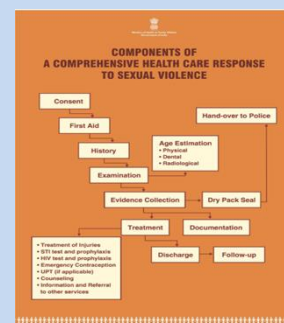 COMPONENTS OF
A COMPREHENSIVE HEALTH CARE RESPONSE
TO SEXUAL VIOLENCE
Consent
Hand-over to Police
First Aid
History
Age Estimation
• Physical
• Dental
• Radiological
Examination
Evidence Collection
Dry Pack Seal
Treatment
Documentation
• Treatment of Injuries
• STI test and prophylaxis
• HIV test and prophylaxis
• Emergency Contraception
• UPT (if applicable)
• Counseling
• Information and Referral
to other services
Discharge
Follow-up